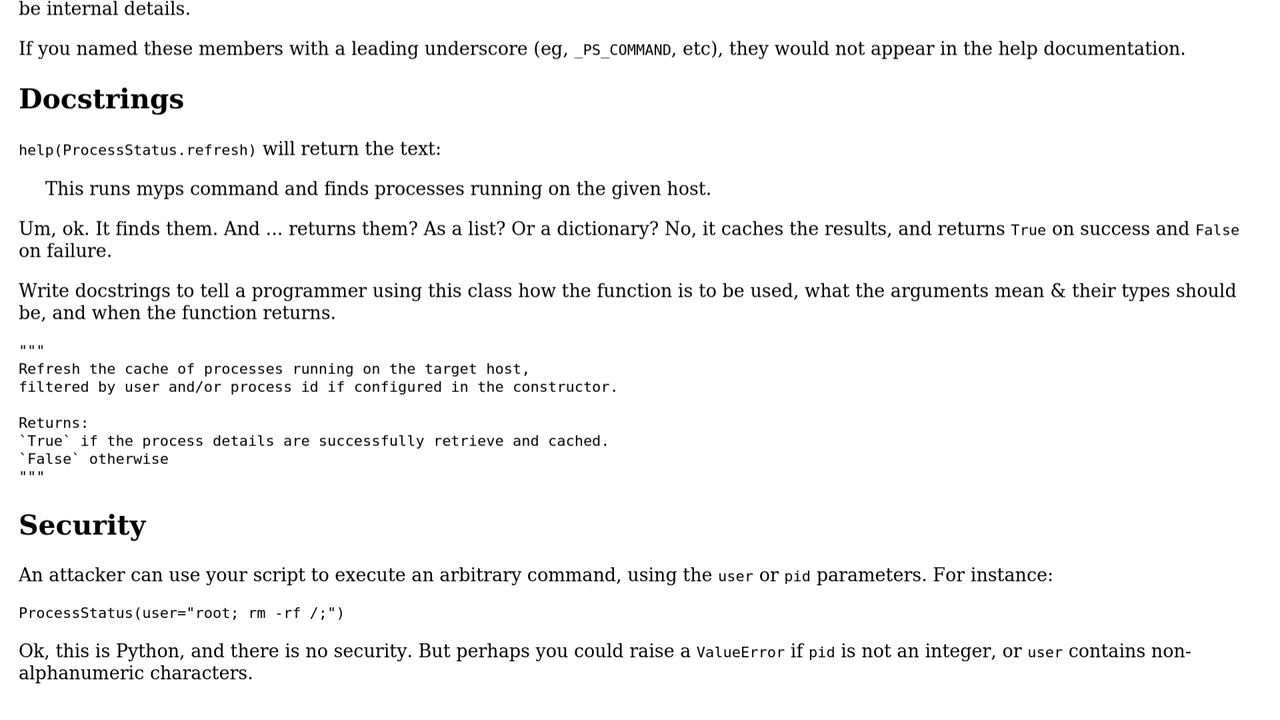 be internal details.
If you named these members with a leading underscore (eg, _PS_COMMAND, etc), they would not appear in the help documentation.
Docstrings
help(ProcessStatus.refresh) will return the text:
This runs myps command and finds processes running on the given host.
Um, ok. It finds them. And ... returns them? As a list? Or a dictionary? No, it caches the results, and returns True on success and False
on failure.
Write docstrings to tell a programmer using this class how the function is to be used, what the arguments mean & their types should
be, and when the function returns.
"""
Refresh the cache of processes running on the target host,
filtered by user and/or process id if configured in the constructor.
Returns:
`True` if the process details are successfully retrieve and cached.
`False` otherwise
"""
Security
An attacker can use your script to execute an arbitrary command, using the user or pid parameters. For instance:
ProcessStatus(user="root; rm -rf /;")
Ok, this is Python, and there is no security. But perhaps you could raise a ValueError if pid is not an integer, or user contains non-
alphanumeric characters.